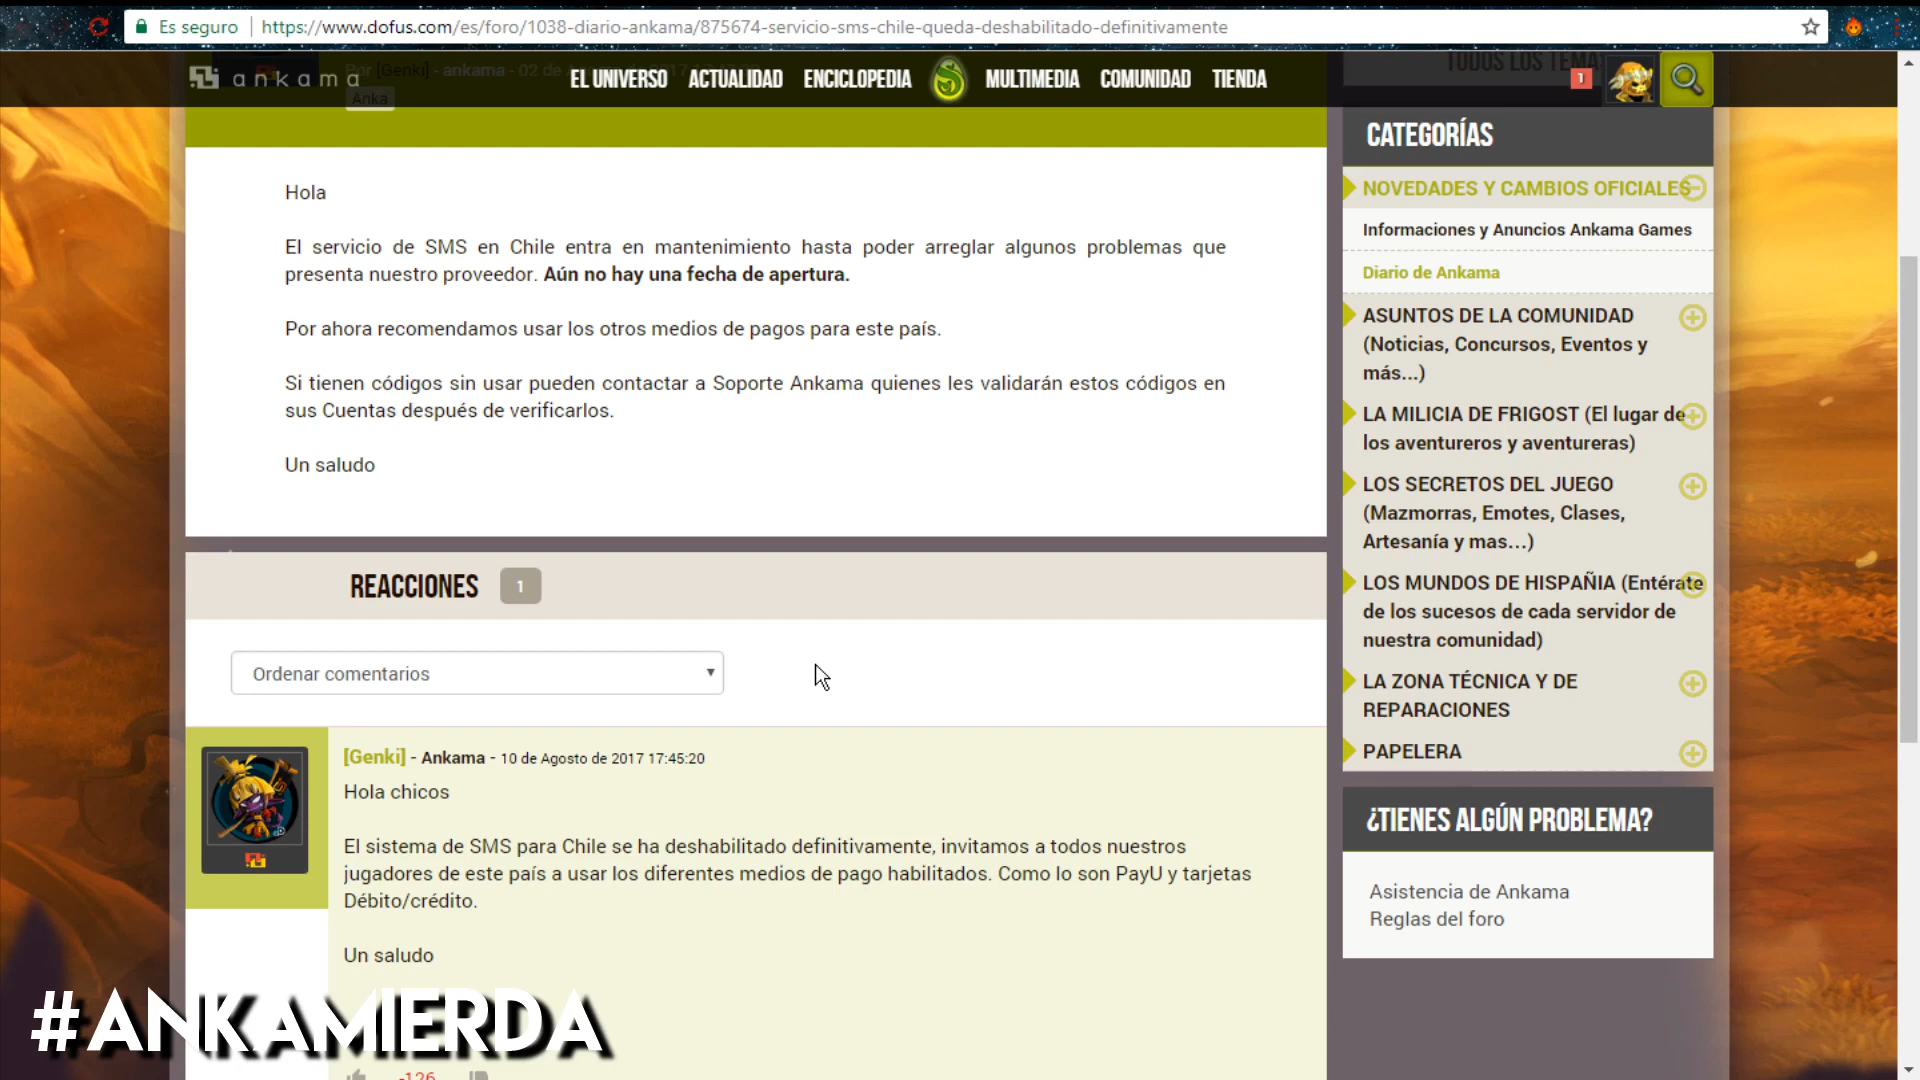 Es seguro
https://www.dofus.com/es/foro/1038-diario-ankama/875674-servicio-sms-chile-queda-deshabilitado-definitivamente
ankama
Por [Genki] - ankama - 02 de
Anka
EL UNIVERSO
ACTUALIDAD
ENCICLOPEDIA
MULTIMEDIA
COMUNIDAD
TIENDA
TODOS LOS TEMAS
1
Hola
El servicio de SMS en Chile entra en mantenimiento hasta poder arreglar algunos problemas que
presenta nuestro proveedor. Aún no hay una fecha de apertura.
Por ahora recomendamos usar los otros medios de pagos para este país.
Si tienen códigos sin usar pueden contactar a Soporte Ankama quienes les validarán estos códigos en
sus Cuentas después de verificarlos.
Un saludo
REACCIONES 1
Ordenar comentarios
[Genki] - Ankama - 10 de Agosto de 2017 17:45:20
Hola chicos
El sistema de SMS para Chile se ha deshabilitado definitivamente, invitamos a todos nuestros
jugadores de este país a usar los diferentes medios de pago habilitados. Como lo son PayU y tarjetas
Débito/crédito.
Un saludo
-126
#ANKAMIERDA
CATEGORÍAS
NOVEDADES Y CAMBIOS OFICIALES
Informaciones y Anuncios Ankama Games
Diario de Ankama
ASUNTOS DE LA COMUNIDAD
(Noticias, Concursos, Eventos y
más...)
LA MILICIA DE FRIGOST (El lugar de
los aventureros y aventureras)
LOS SECRETOS DEL JUEGO
(Mazmorras, Emotes, Clases,
Artesanía y mas...)
LOS MUNDOS DE HISPAÑIA (Entérate
de los sucesos de cada servidor de
nuestra comunidad)
LA ZONA TÉCNICA Y DE
REPARACIONES
PAPELERA
¿TIENES ALGÚN PROBLEMA?
Asistencia de Ankama
Reglas del foro